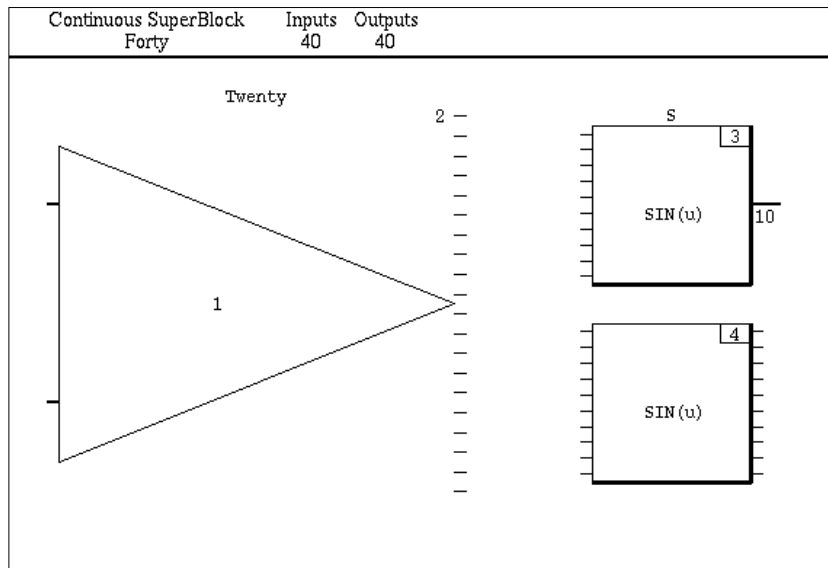 Continuous SuperBlock Inputs Outputs
Forty 40 40
Twenty
2
S
3
SIN(u)
10
1
4
SIN(u)